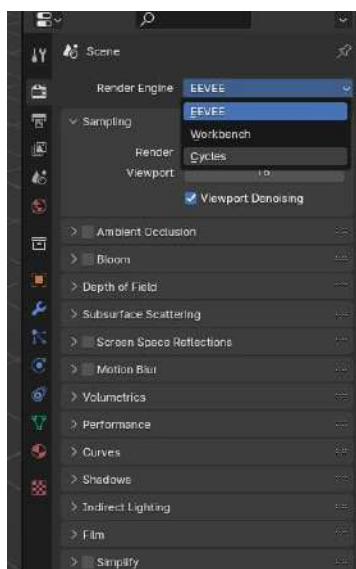 Scene
Render Engine EEVEE
EEVEE
Sampling
Workbench
Render
Cycles
Viewport 16
Viewport Denoising
Ambient Occlusion
Bloom
Depth of Field
Subsurface Scattering
Screen Space Reflections
Motion Blur
Volumetrics
Performance
Curves
Shadows
Indirect Lighting
Film
Simplify